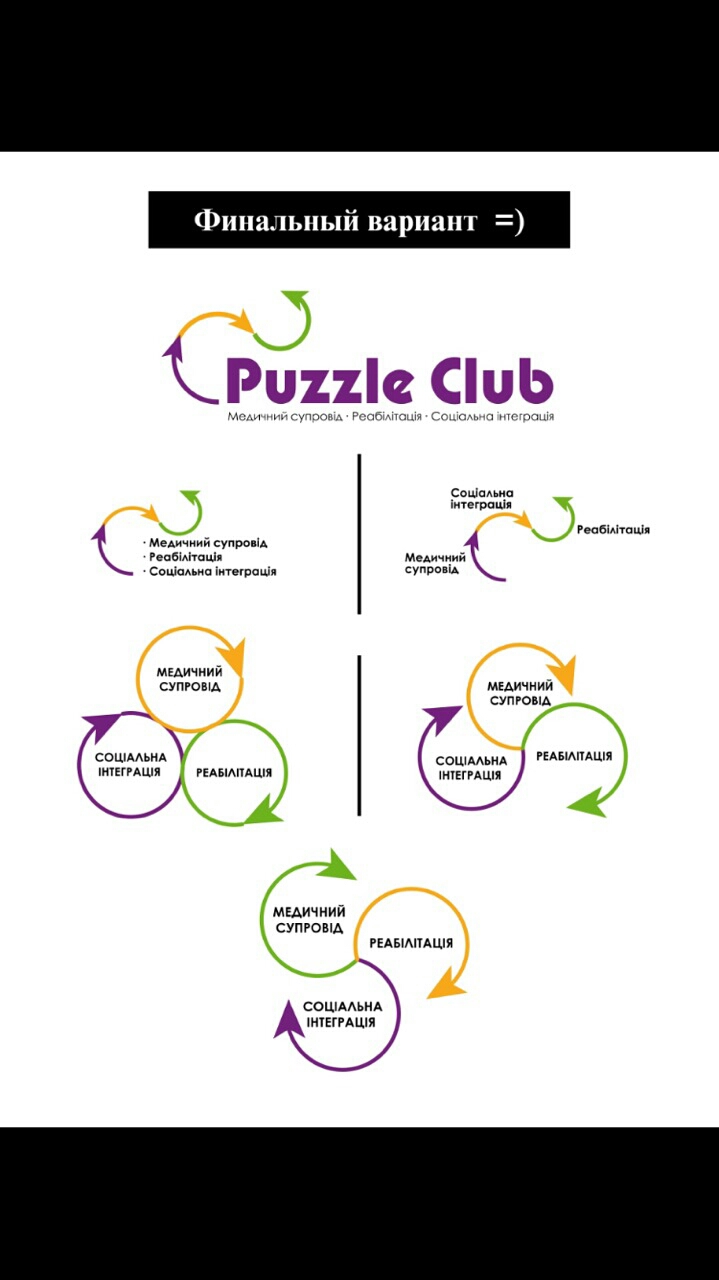 Финальный вариант =)
Puzzle Club
Медичний супровід · Реабілітація · Соціальна інтеграція
· Медичний супровід
· Реабілітація
· Соціальна інтеграція
Соціальна
інтеграція
Реабілітація
Медичний
супровід
МЕДИЧНИЙ
СУПРОВІД
СОЦІАЛЬНА
ІНТЕГРАЦІЯ
РЕАБІЛІТАЦІЯ
МЕДИЧНИЙ
СУПРОВІД
СОЦІАЛЬНА
ІНТЕГРАЦІЯ
РЕАБІЛІТАЦІЯ
МЕДИЧНИЙ
СУПРОВІД
РЕАБІЛІТАЦІЯ
СОЦІАЛЬНА
ІНТЕГРАЦІЯ